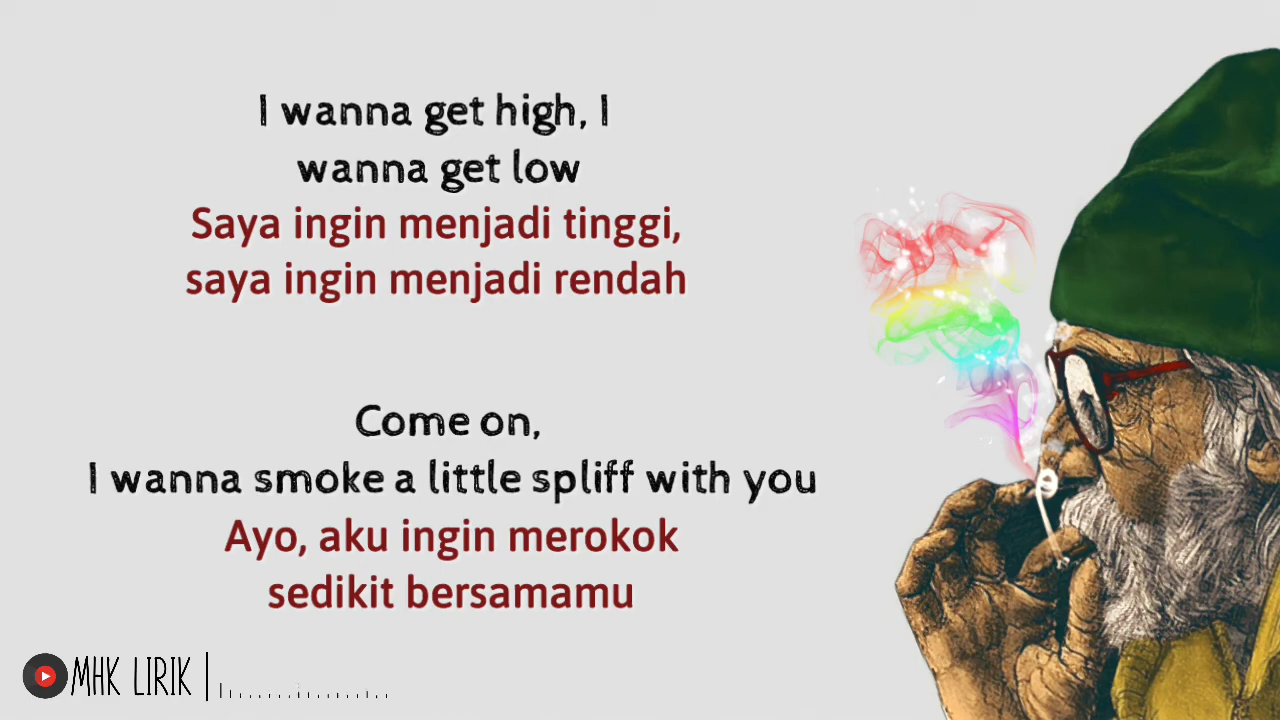 I wanna get high, I
wanna get low
Saya ingin menjadi tinggi,
saya ingin menjadi rendah
Come on,
I wanna smoke a little spliff with you
Ayo, aku ingin merokok
sedikit bersamamu
MHK LIRIK